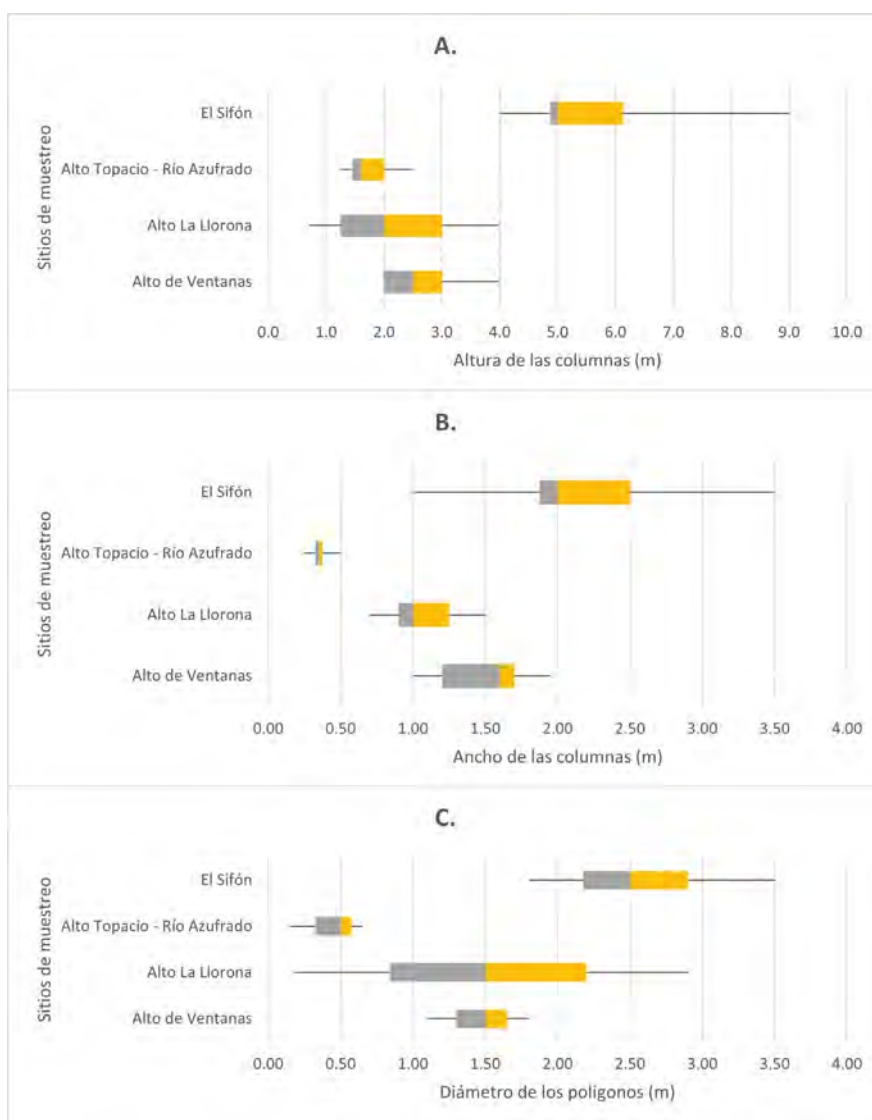 A.
Sitios de muestreo
El Sifón
Alto Topacio - Río Azufrado
Alto La Llorona
Alto de Ventanas
0.0 1.0 2.0 3.0 4.0 5.0 6.0 7.0 8.0 9.0 10.0
Altura de las columnas (m)
B.
Sitios de muestreo
El Sifón
Alto Topacio - Río Azufrado
Alto La Llorona
Alto de Ventanas
0.00 0.50 1.00 1.50 2.00 2.50 3.00 3.50 4.00
Ancho de las columnas (m)
C.
Sitios de muestreo
El Sifón
Alto Topacio - Río Azufrado
Alto La Llorona
Alto de Ventanas
0.00 0.50 1.00 1.50 2.00 2.50 3.00 3.50 4.00
Diámetro de los polígonos (m)